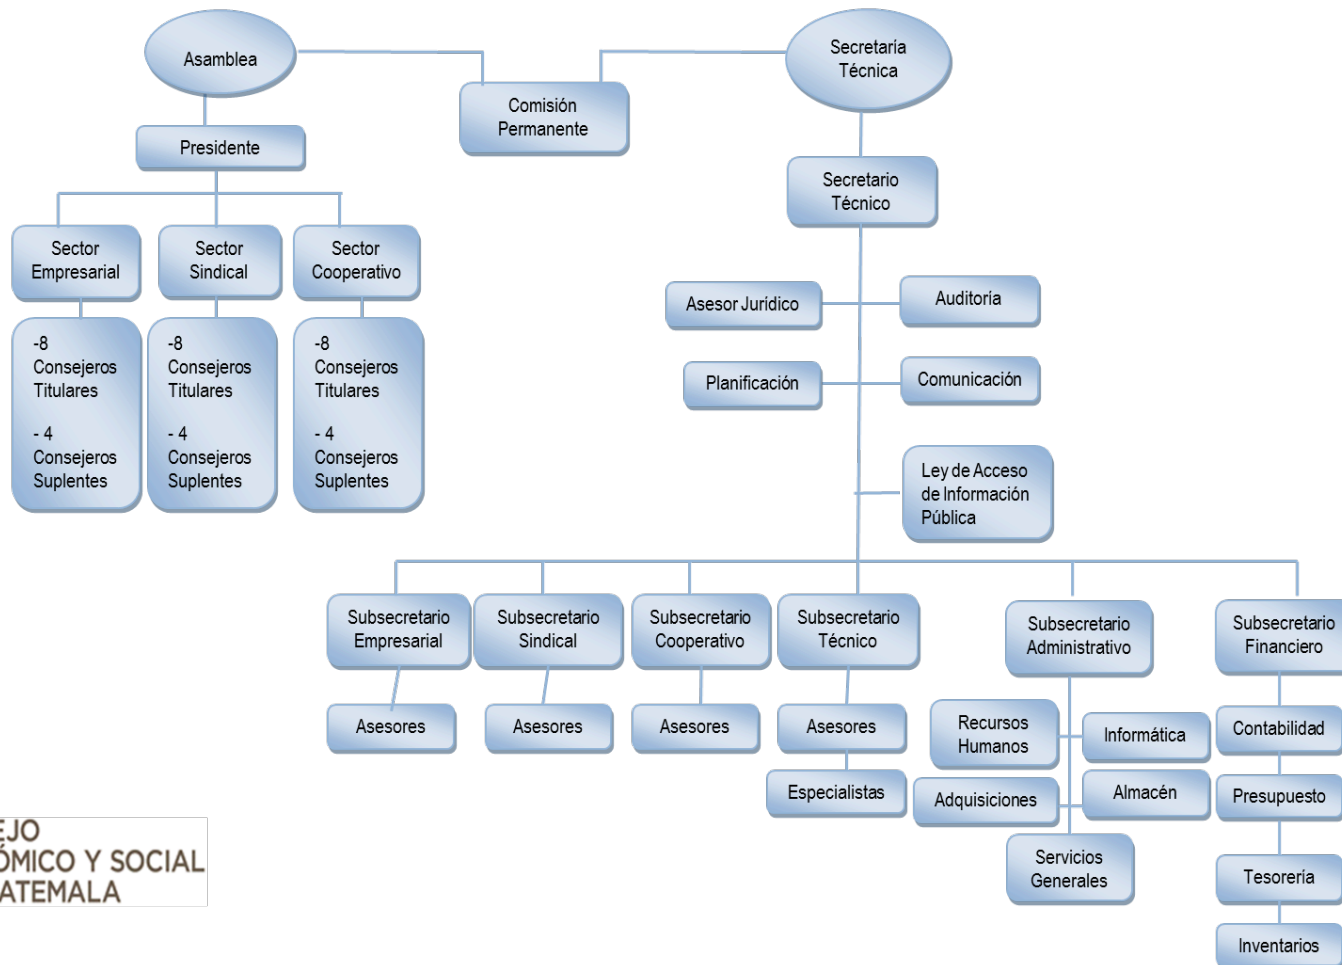 Asamblea
Secretaría
Técnica
Comisión
Permanente
Presidente
Secretario
Técnico
Sector
Empresarial
Sector
Sindical
Sector
Cooperativo
Asesor Jurídico
Auditoría
-8
Consejeros
Titulares
- 4
Consejeros
Suplentes
-8
Consejeros
Titulares
- 4
Consejeros
Suplentes
-8
Consejeros
Titulares
- 4
Consejeros
Suplentes
Planificación
Comunicación
Ley de Acceso
de Información
Pública
Subsecretario
Empresarial
Subsecretario
Sindical
Subsecretario
Cooperativo
Subsecretario
Técnico
Subsecretario
Administrativo
Subsecretario
Financiero
Asesores
Asesores
Asesores
Asesores
Recursos
Humanos
Informática
Contabilidad
Especialistas
Adquisiciones
Almacén
Presupuesto
Servicios
Generales
Tesorería
Inventarios
EJO
ÓMICO Y SOCIAL
ATEMALA